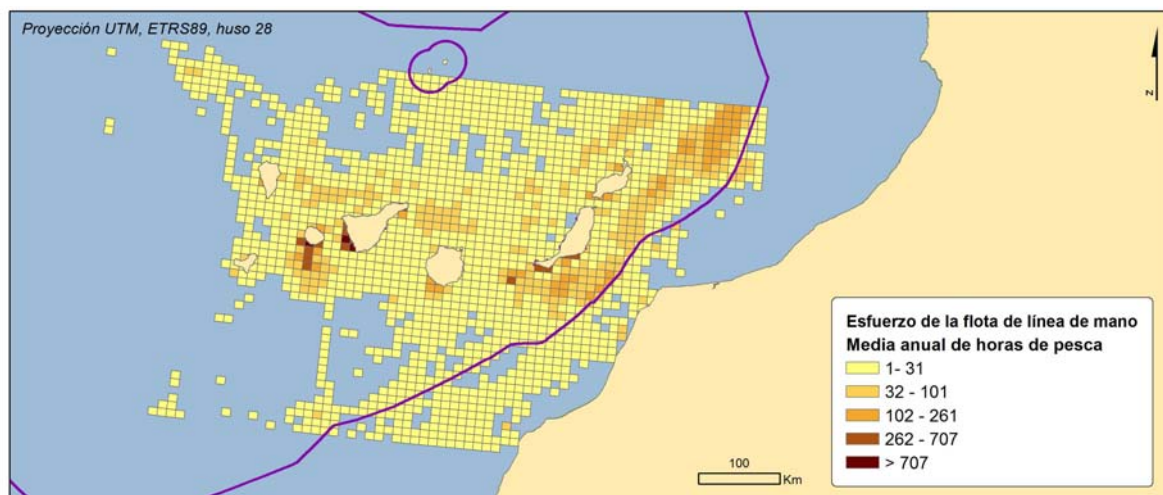 Proyección UTM, ETRS89, huso 28
z
Esfuerzo de la flota de línea de mano
Media anual de horas de pesca
1- 31
32 - 101
102 - 261
262 - 707
> 707
100
Km